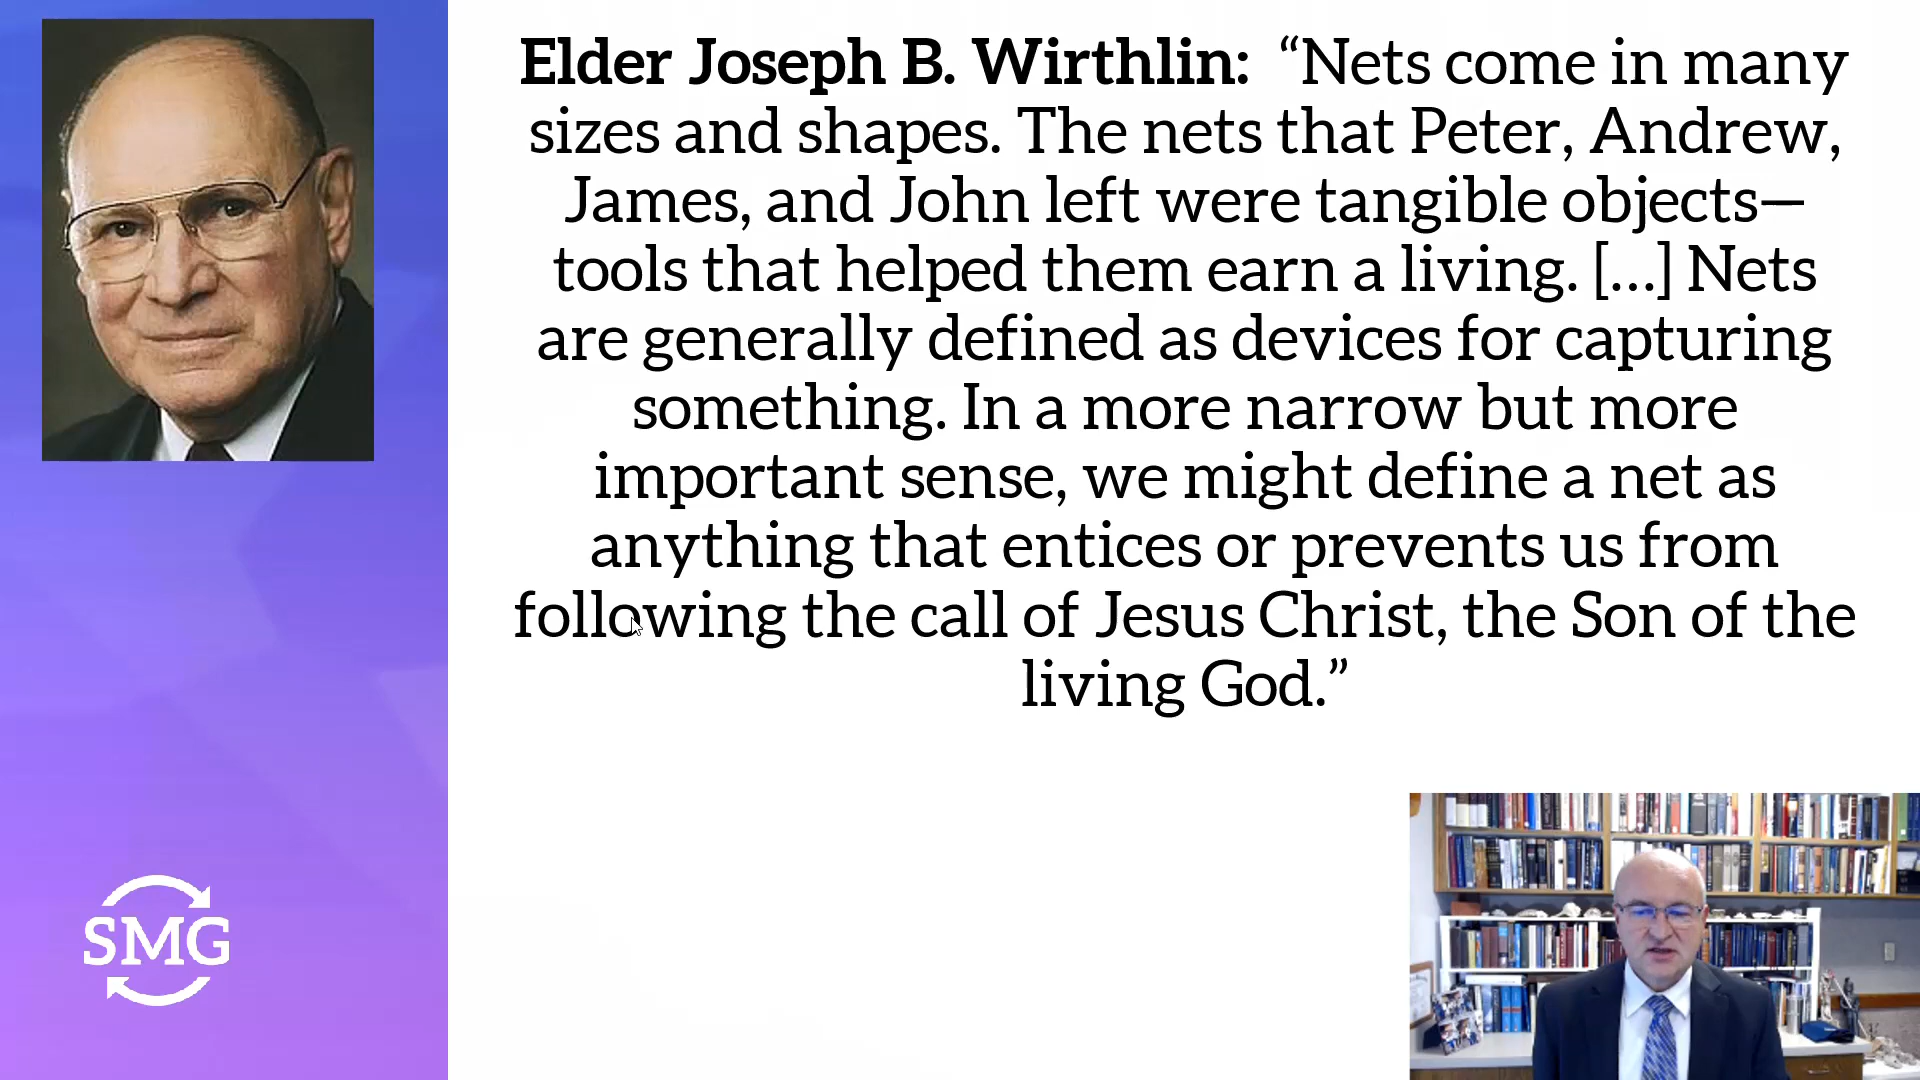 Elder Joseph B. Wirthlin: “Nets come in many
sizes and shapes. The nets that Peter, Andrew,
James, and John left were tangible objects—
tools that helped them earn a living. [...] Nets
are generally defined as devices for capturing
something. In a more narrow but more
important sense, we might define a net as
anything that entices or prevents us from
following the call of Jesus Christ, the Son of the
living God.”
SMG